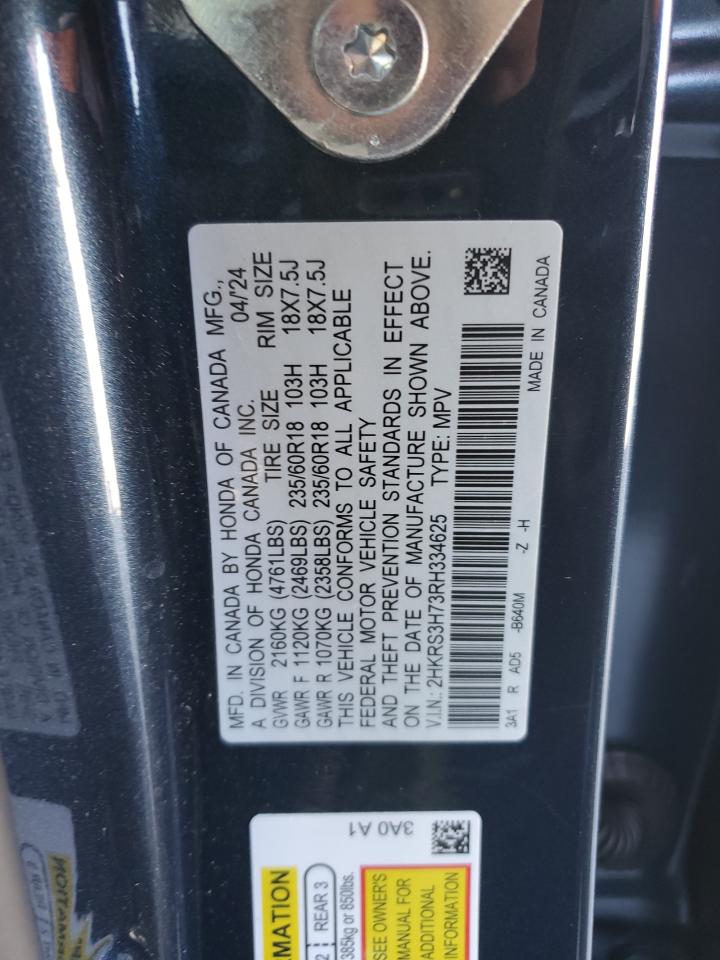 MFD. IN CANADA BY HONDA OF CANADA MFG.,
A DIVISION OF HONDA CANADA INC. 04/'24
GVWR 2160KG (4761LBS) TIRE SIZE RIM SIZE
GAWR F 1120KG (2469LBS) 235/60R18 103H 18X7.5J
GAWR R 1070KG (2358LBS) 235/60R18 103H 18X7.5J
THIS VEHICLE CONFORMS TO ALL APPLICABLE
FEDERAL MOTOR VEHICLE SAFETY
AND THEFT PREVENTION STANDARDS IN EFFECT
ON THE DATE OF MANUFACTURE SHOWN ABOVE.
V.I.N.: 2HKRS3H73RH334625 TYPE: MPV
3A1 R AD5 -B640M -Z -H
MADE IN CANADA
3A0 A1
MATION
2 REAR 3
385kg or 850lbs.
SEE OWNER'S
MANUAL FOR
ADDITIONAL
INFORMATION